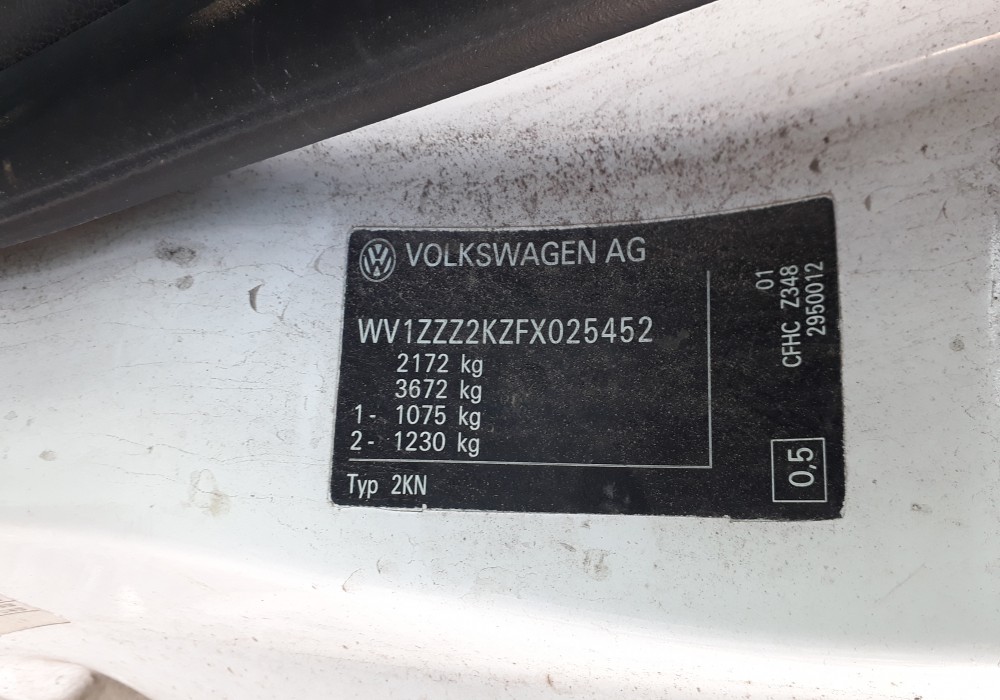 VOLKSWAGEN AG
WV1ZZZ2KZFX025452
2172 kg
3672 kg
1- 1075 kg
2- 1230 kg
Typ 2KN
01
CFHC Z348
2950012
0,5